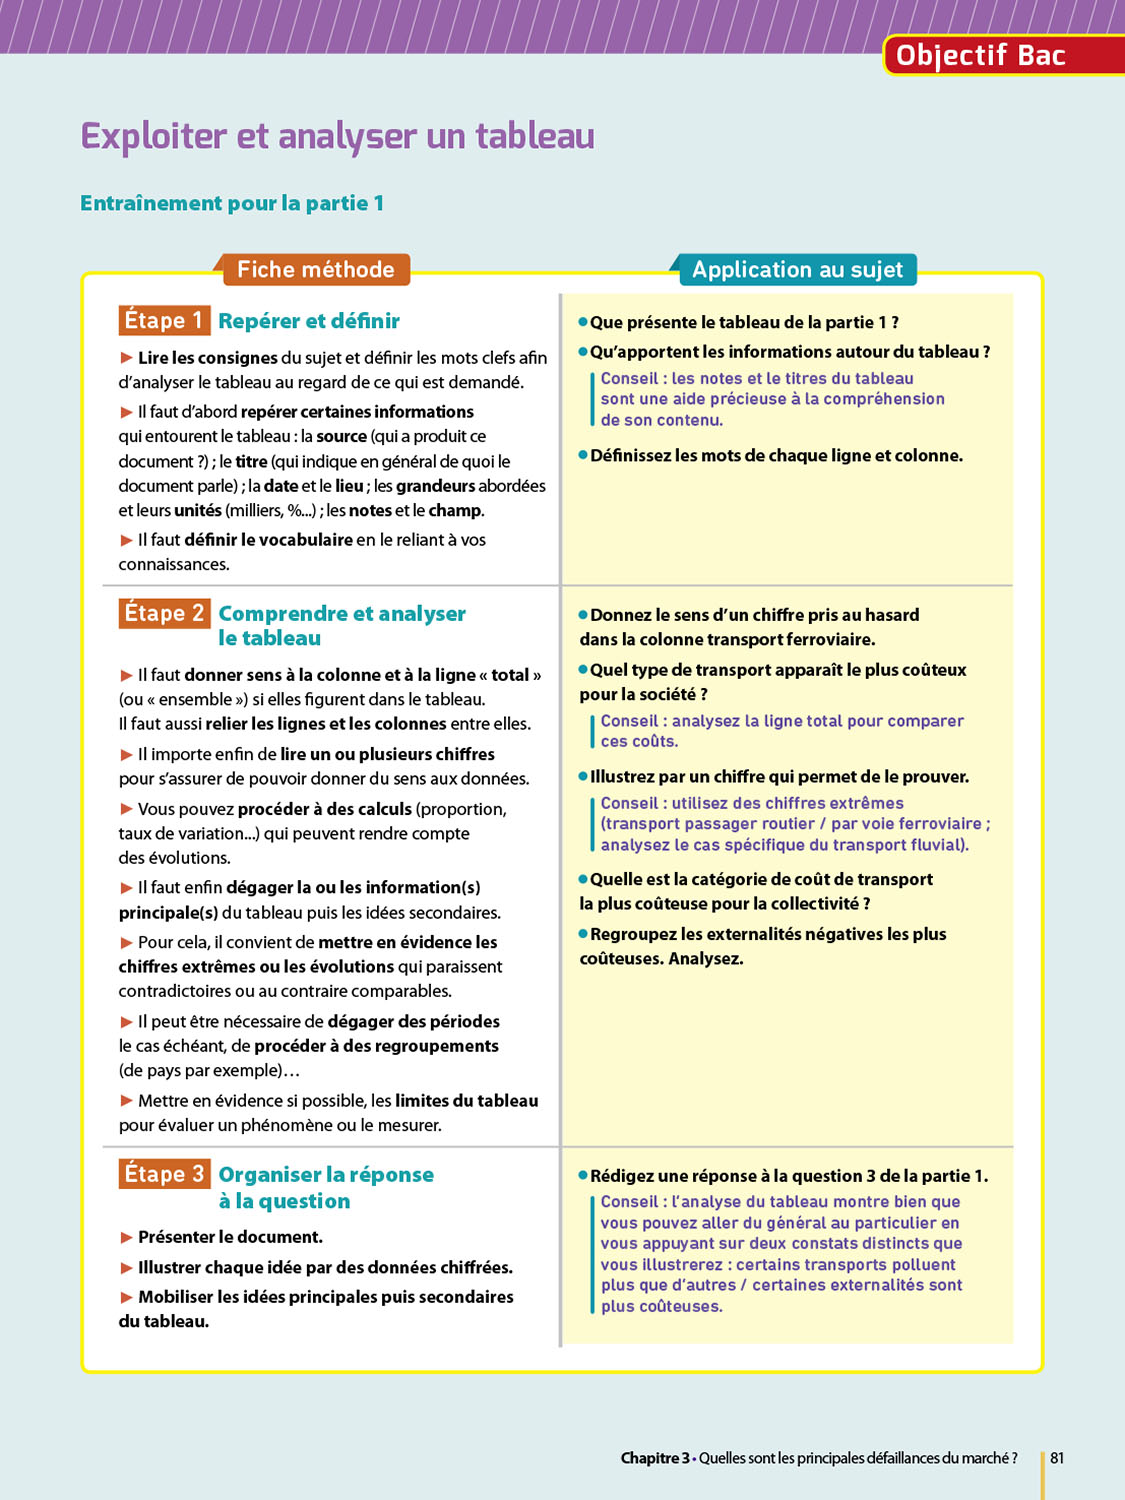 Objectif Bac
Exploiter et analyser un tableau
Entraînement pour la partie 1
Fiche méthode
Étape 1 Repérer et définir
► Lire les consignes du sujet et définir les mots clefs afin
d'analyser le tableau au regard de ce qui est demandé.
► Il faut d'abord repérer certaines informations
qui entourent le tableau : la source (qui a produit ce
document ?) ; le titre (qui indique en général de quoi le
document parle) ; la date et le lieu ; les grandeurs abordées
et leurs unités (milliers, %...) ; les notes et le champ.
► Il faut définir le vocabulaire en le reliant à vos
connaissances.
Application au sujet
• Que présente le tableau de la partie 1 ?
• Qu'apportent les informations autour du tableau ?
Conseil : les notes et le titres du tableau
sont une aide précieuse à la compréhension
de son contenu.
• Définissez les mots de chaque ligne et colonne.
Étape 2 Comprendre et analyser
le tableau
► Il faut donner sens à la colonne et à la ligne « total »
(ou « ensemble ») si elles figurent dans le tableau.
Il faut aussi relier les lignes et les colonnes entre elles.
► Il importe enfin de lire un ou plusieurs chiffres
pour s'assurer de pouvoir donner du sens aux données.
► Vous pouvez procéder à des calculs (proportion,
taux de variation...) qui peuvent rendre compte
des évolutions.
► Il faut enfin dégager la ou les information(s)
principale(s) du tableau puis les idées secondaires.
► Pour cela, il convient de mettre en évidence les
chiffres extrêmes ou les évolutions qui paraissent
contradictoires ou au contraire comparables.
► Il peut être nécessaire de dégager des périodes
le cas échéant, de procéder à des regroupements
(de pays par exemple)…
► Mettre en évidence si possible, les limites du tableau
pour évaluer un phénomène ou le mesurer.
• Donnez le sens d'un chiffre pris au hasard
dans la colonne transport ferroviaire.
• Quel type de transport apparaît le plus coûteux
pour la société ?
Conseil : analysez la ligne total pour comparer
ces coûts.
• Illustrez par un chiffre qui permet de le prouver.
Conseil : utilisez des chiffres extrêmes
(transport passager routier / par voie ferroviaire ;
analysez le cas spécifique du transport fluvial).
• Quelle est la catégorie de coût de transport
la plus coûteuse pour la collectivité ?
• Regroupez les externalités négatives les plus
coûteuses. Analysez.
Étape 3 Organiser la réponse
à la question
► Présenter le document.
► Illustrer chaque idée par des données chiffrées.
► Mobiliser les idées principales puis secondaires
du tableau.
• Rédigez une réponse à la question 3 de la partie 1.
Conseil : l'analyse du tableau montre bien que
vous pouvez aller du général au particulier en
vous appuyant sur deux constats distincts que
vous illustrerez : certains transports polluent
plus que d'autres / certaines externalités sont
plus coûteuses.
Chapitre 3 • Quelles sont les principales défaillances du marché ? 81